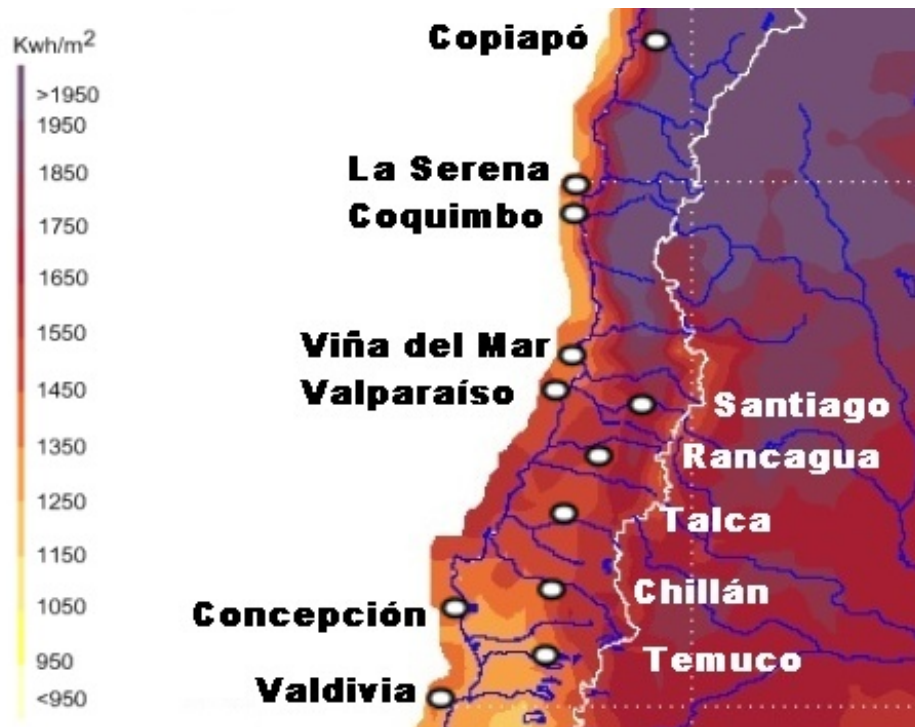 Kwh/m2
>1950
1950
1850
1750
1650
1550
1450
1350
1250
1150
1050
950
<950
Copiapó
La Serena
Coquimbo
Viña del Mar
Valparaíso
Santiago
Rancagua
Talca
Chillán
Concepción
Temuco
Valdivia